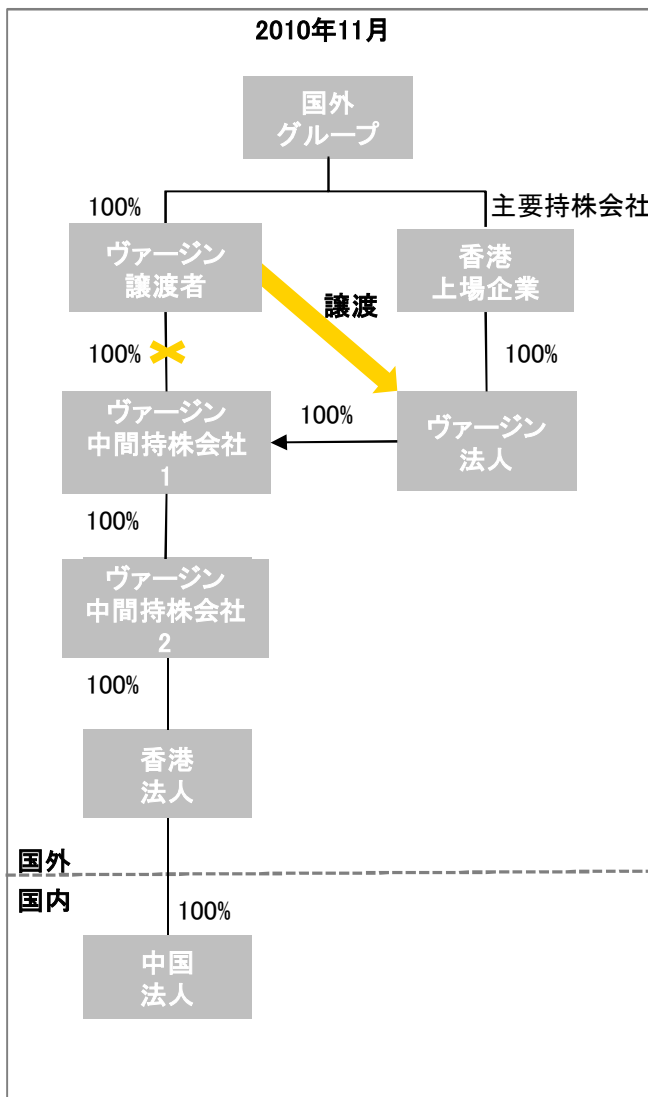 2010年11月
国外
グループ
100%
主要持株会社
ヴァージン
譲渡者
香港
上場企業
譲渡
100%
100%
ヴァージン
中間持株会社
1
100%
ヴァージン
法人
100%
ヴァージン
中間持株会社
2
100%
香港
法人
国外
国内
100%
中国
法人